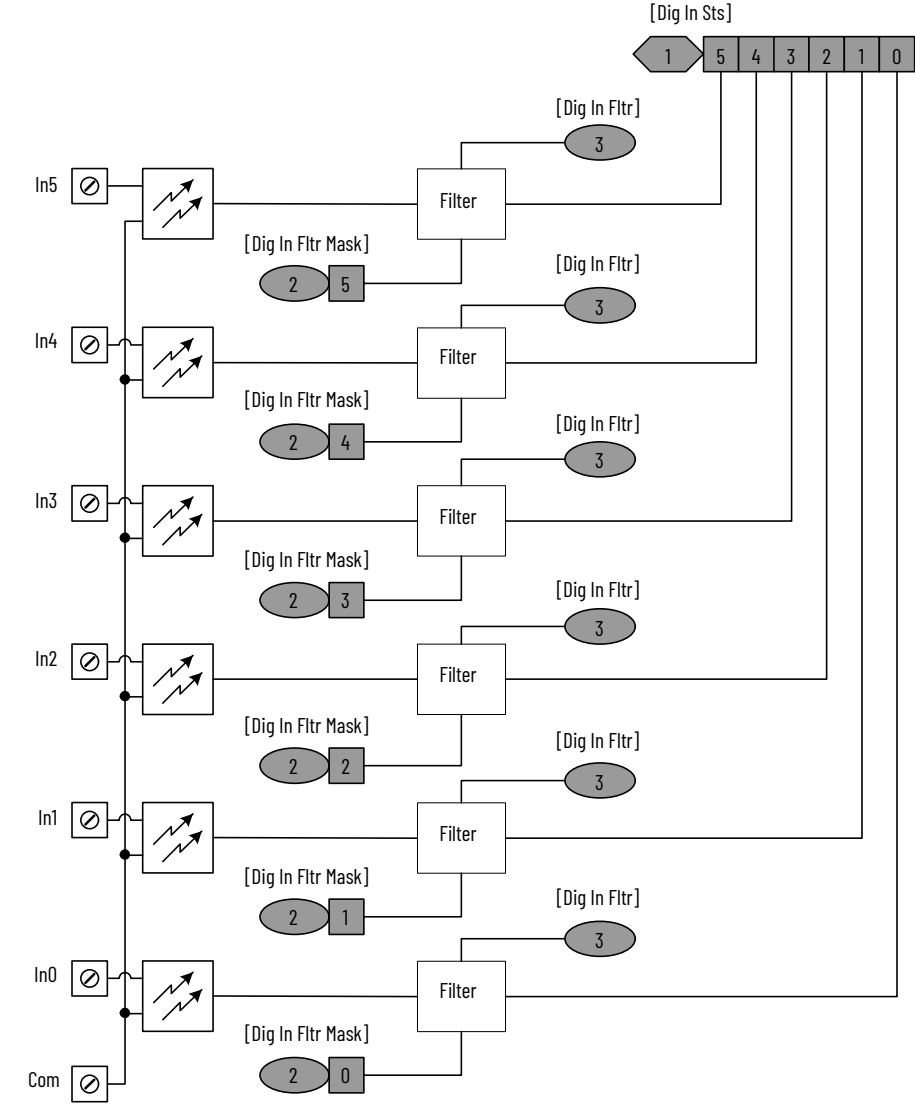 [Dig In Sts]
1 5 4 3 2 1 0
[Dig In Fltr]
3
In5
Filter
[Dig In Fltr Mask]
2 5
[Dig In Fltr]
3
In4
Filter
[Dig In Fltr Mask]
2 4
[Dig In Fltr]
3
In3
Filter
[Dig In Fltr Mask]
2 3
[Dig In Fltr]
3
In2
Filter
[Dig In Fltr Mask]
2 2
[Dig In Fltr]
3
In1
Filter
[Dig In Fltr Mask]
2 1
[Dig In Fltr]
3
In0
Filter
[Dig In Fltr Mask]
2 0
Com